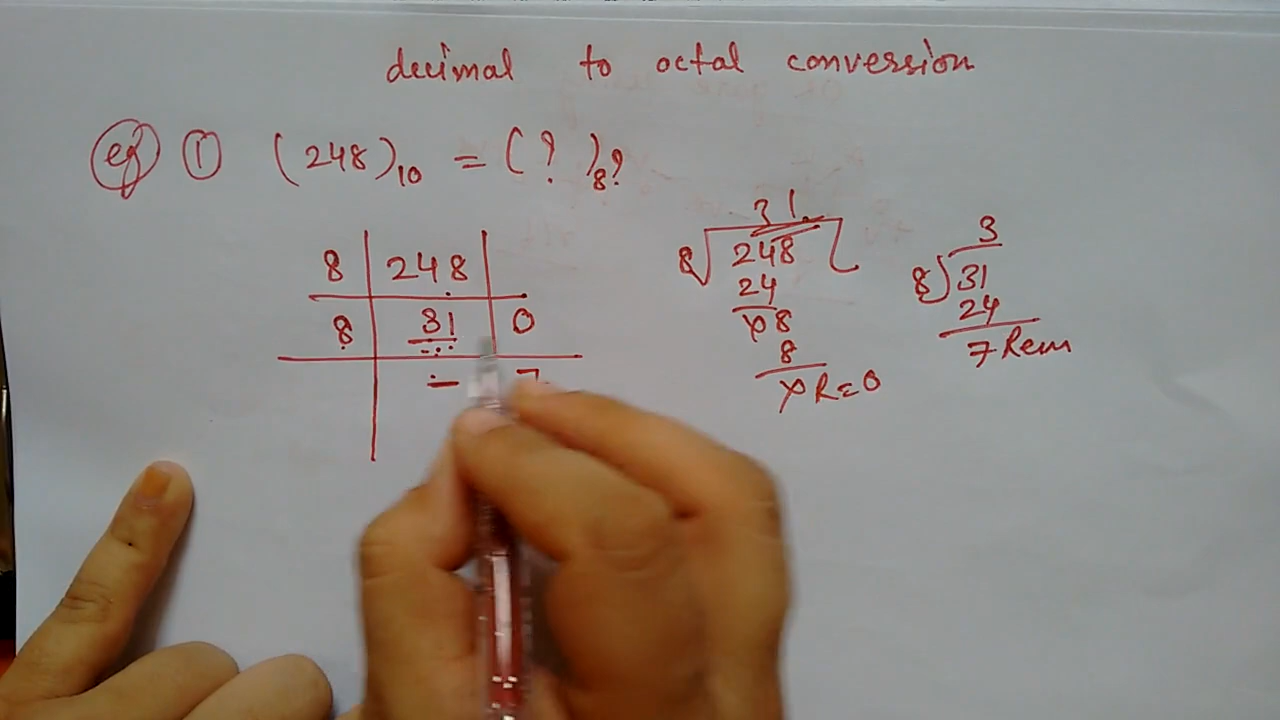 decimal to octal conversion
eg ① (248)10 = ( ? )8?
8 248
8 31 0
7
31
8 248
24
08
8
0 R=0
3
8 31
24
7 Rem